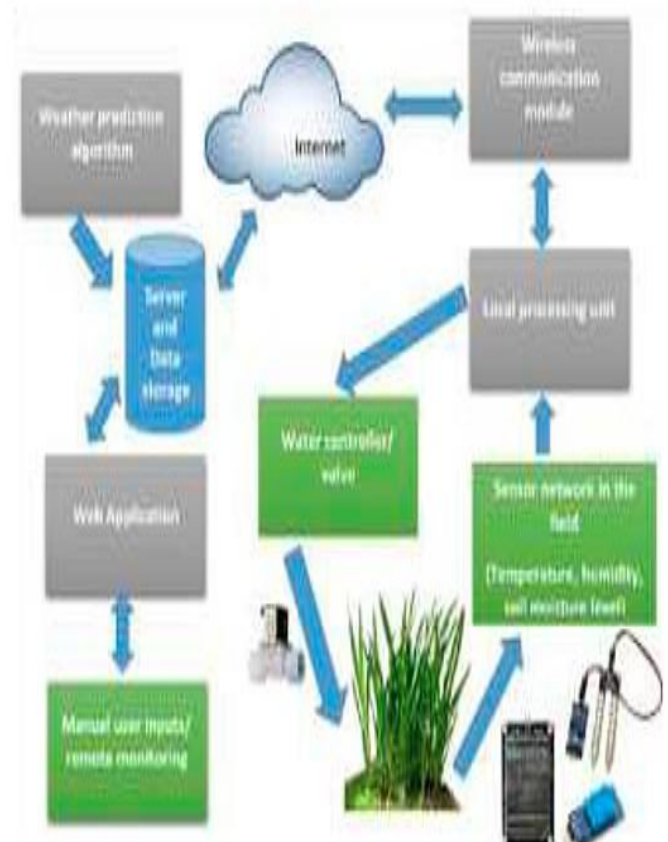 Weather prediction
algorithm
Internet
Wireless
communication
module
Server
and
Data
storage
Local processing unit
Water controller/
valve
Web Application
Sensor network in the
field
(Temperature, humidity,
soil moisture level)
Manual user inputs/
remote monitoring